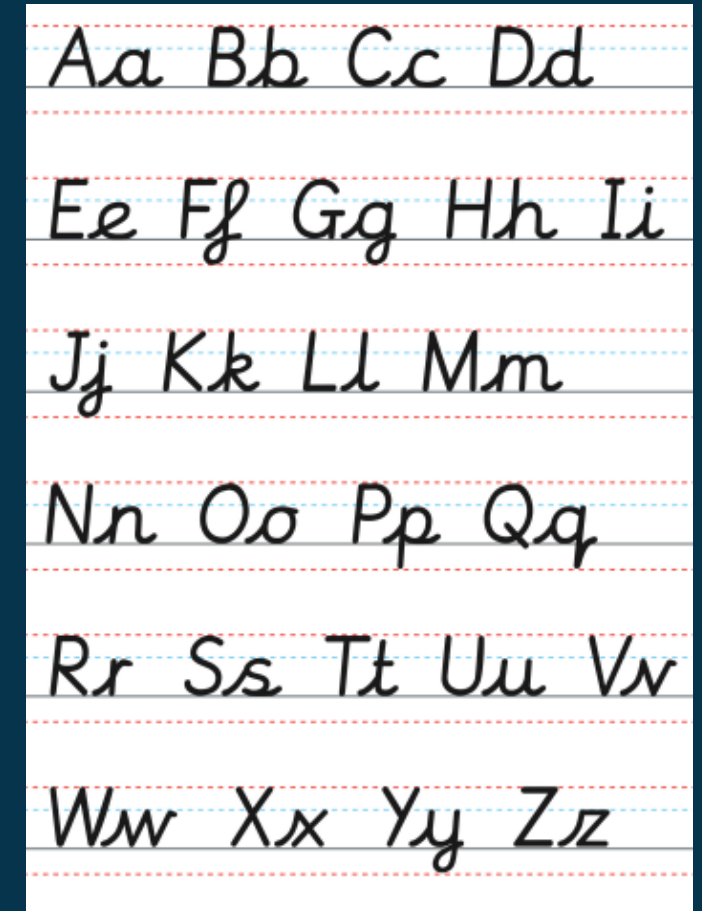 Aa Bb Cc Dd
Ee Ff Gg Hh Ii
Jj Kk Ll Mm
Nn Oo Pp Qq
Rr Ss Tt Uu Vv
Ww Xx Yy Zz